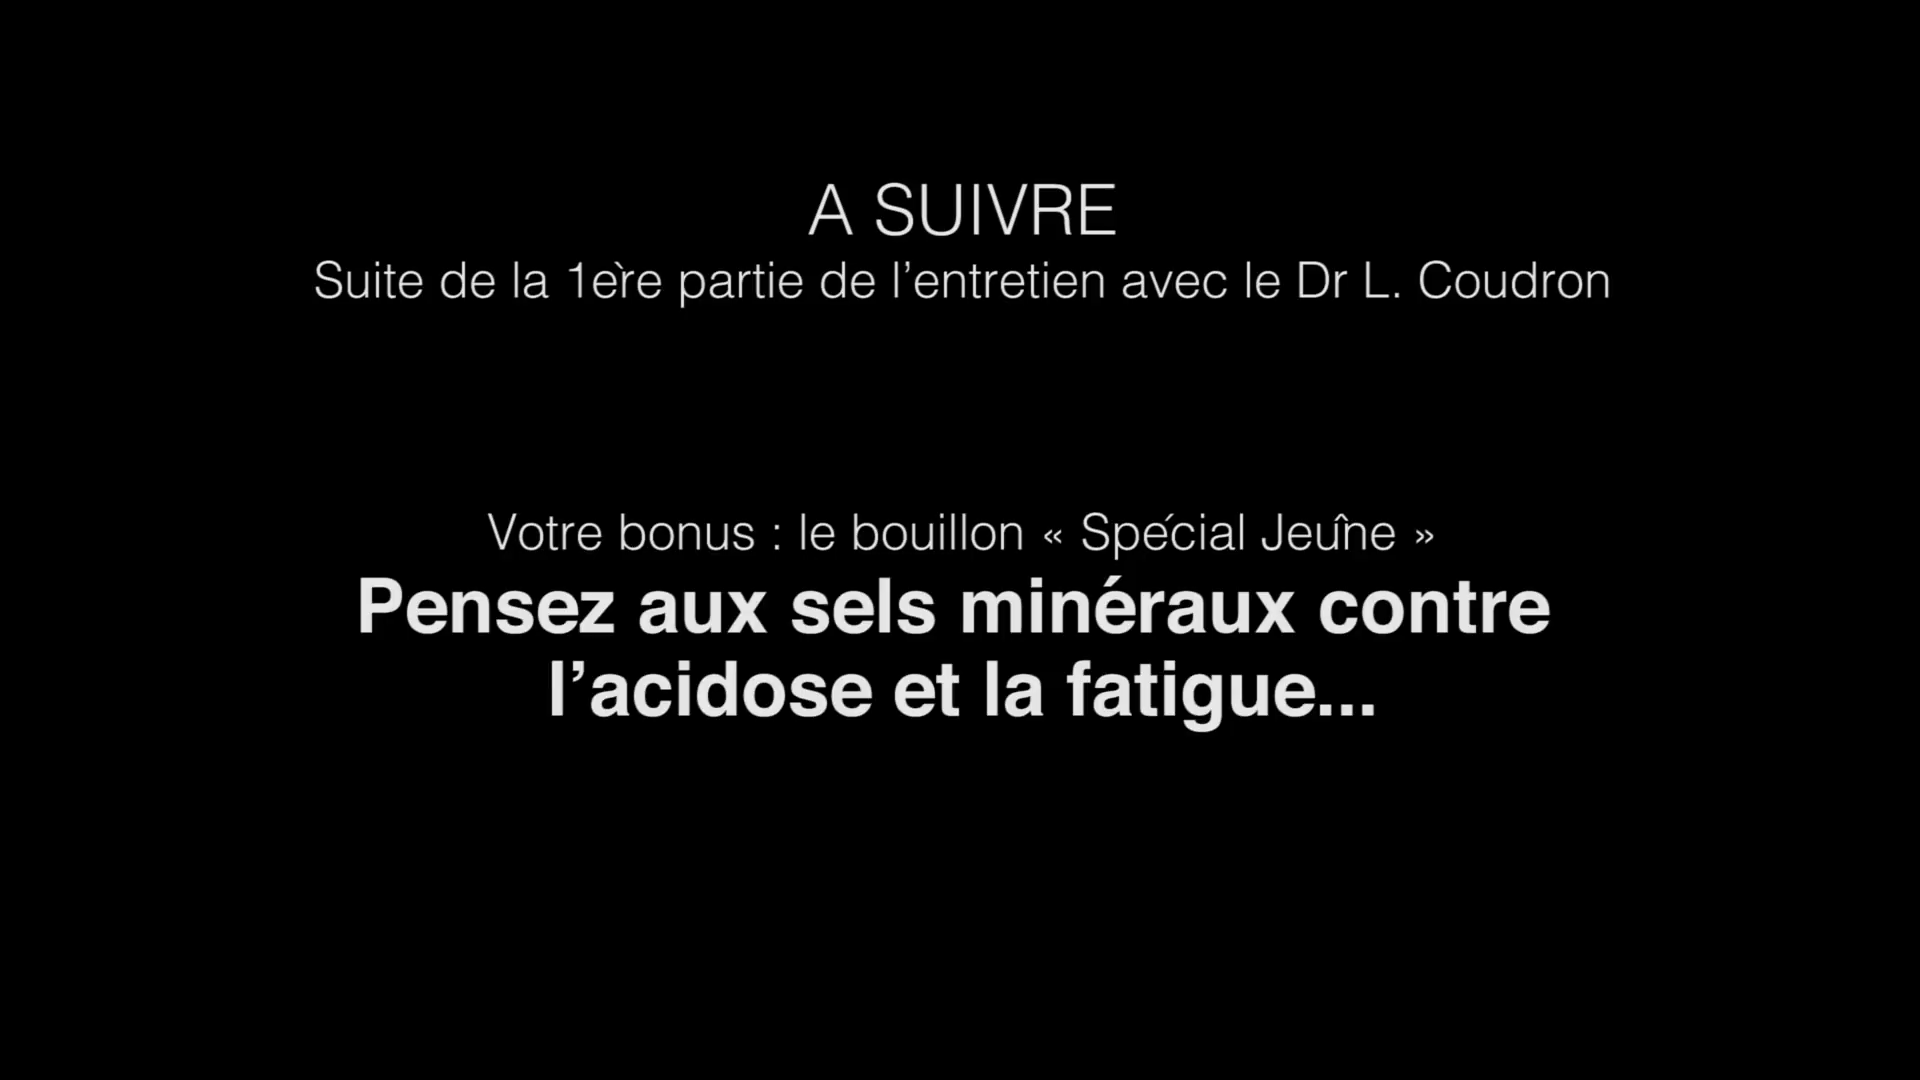 A SUIVRE
Suite de la 1ère partie de l’entretien avec le Dr L. Coudron
Votre bonus : le bouillon « Spécial Jeûne »
Pensez aux sels minéraux contre
l’acidose et la fatigue...